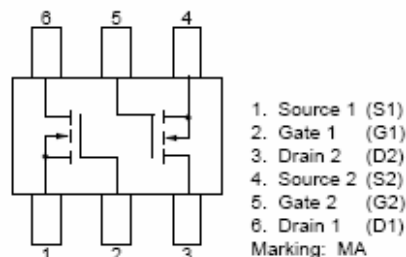 6 5 4
1. Source 1 (S1)
2. Gate 1 (G1)
3. Drain 2 (D2)
4. Source 2 (S2)
5. Gate 2 (G2)
6. Drain 1 (D1)
Marking: MA
1 2 3